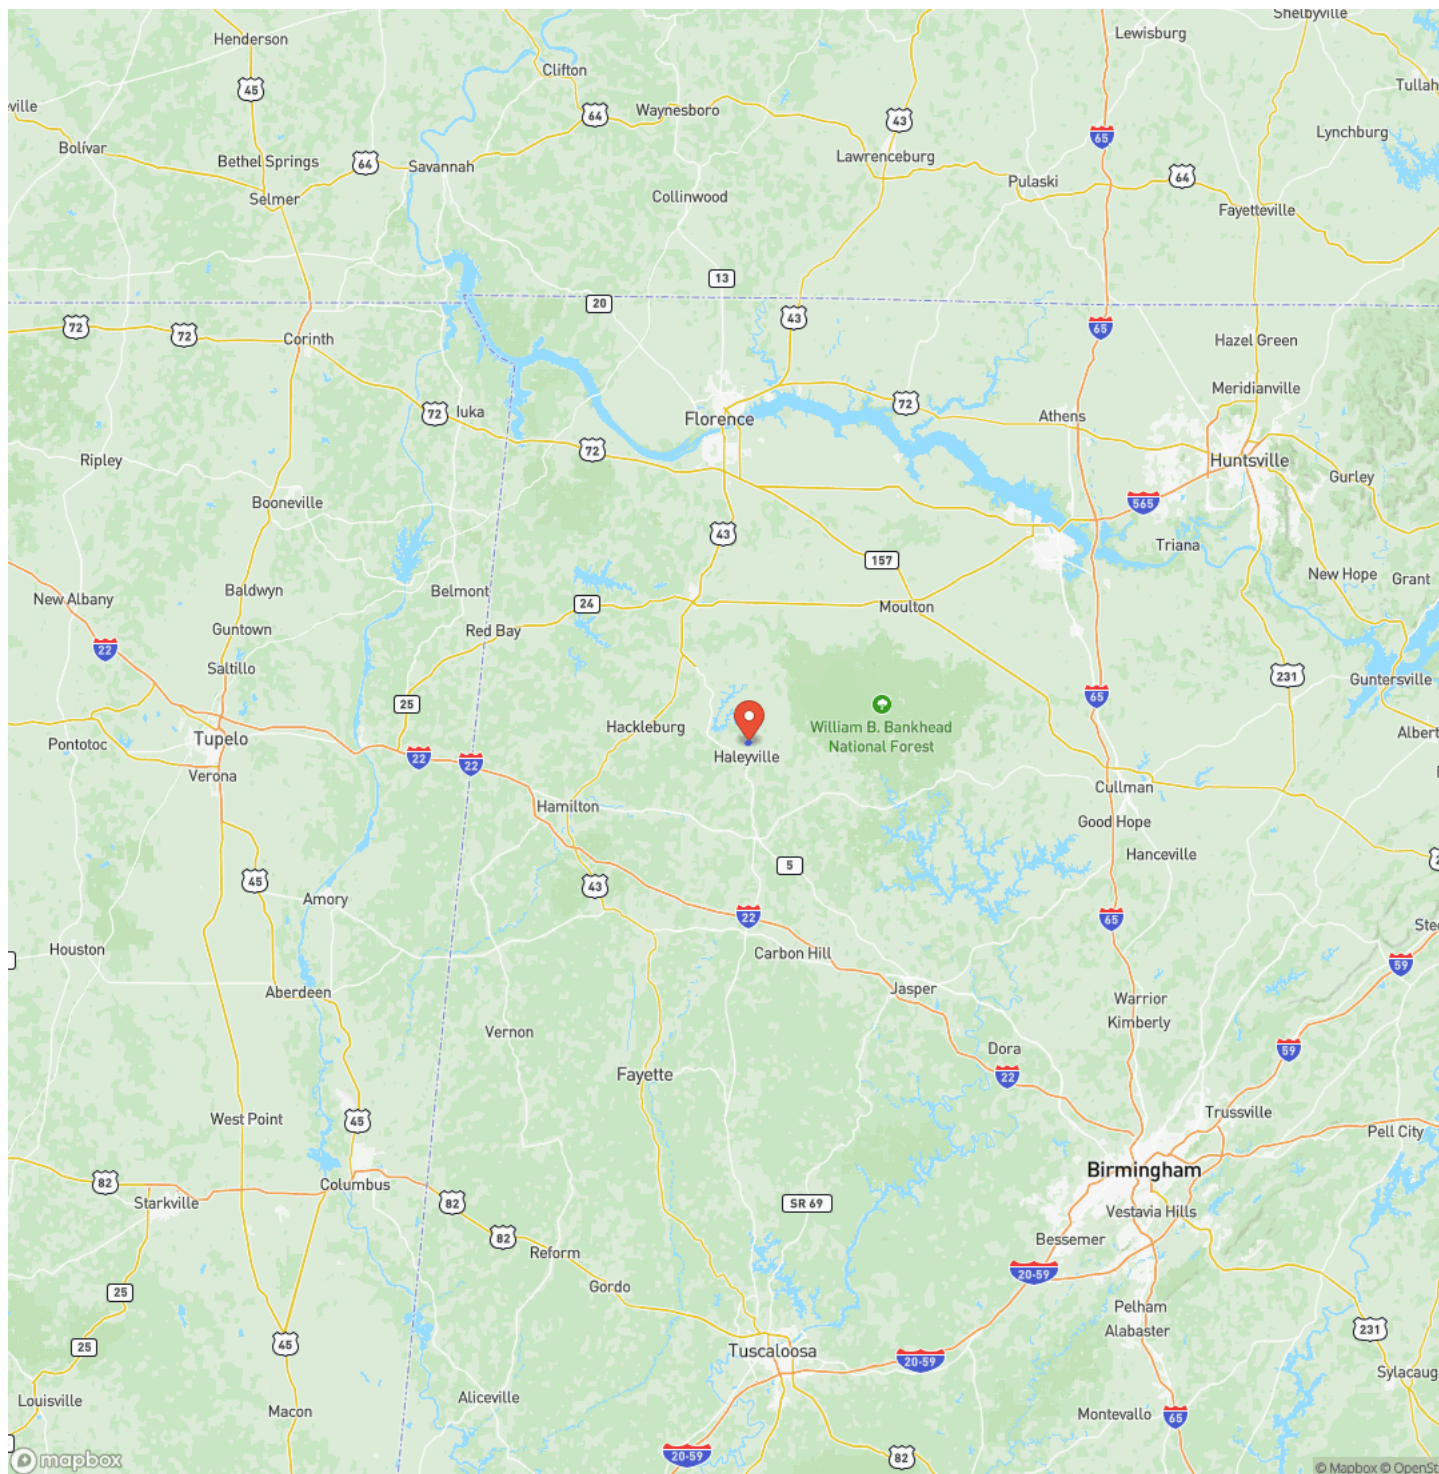 Shelbyville
Henderson
Lewisburg
Clifton
45
64
Waynesboro
43
Tullah
ville
65
Lynchburg
Bolívar
Bethel Springs
64
Savannah
Lawrenceburg
Pulaski
64
Selmer
Collinwood
Fayetteville
13
20
72
72
43
65
Corinth
Hazel Green
Meridianville
72
Iuka
Florence
72
Athens
72
Ripley
Huntsville
Gurley
Booneville
565
43
157
Triana
New Albany
Baldwyn
Belmont
24
Moulton
New Hope
Grant
Guntown
Red Bay
22
Saltillo
231
Guntersville
25
65
Pontotoc
Tupelo
Hackleburg
William B. Bankhead
National Forest
Albert
Verona
22
22
Haleyville
Hamilton
Cullman
Good Hope
5
Hanceville
45
43
Amory
22
65
Stee
Houston
Carbon Hill
59
Aberdeen
Jasper
Warrior
Kimberly
Vernon
Dora
59
Fayette
22
West Point
45
Trussville
Pell City
82
Starkville
Columbus
82
SR 69
Birmingham
Vestavia Hills
82
Reform
Bessemer
20-59
25
Gordo
Pelham
Alabaster
231
25
45
Tuscaloosa
20-59
Louisville
Macon
Aliceville
Sylacaug
Montevallo
65
mapbox
20-59
82
© Mapbox © OpenSt